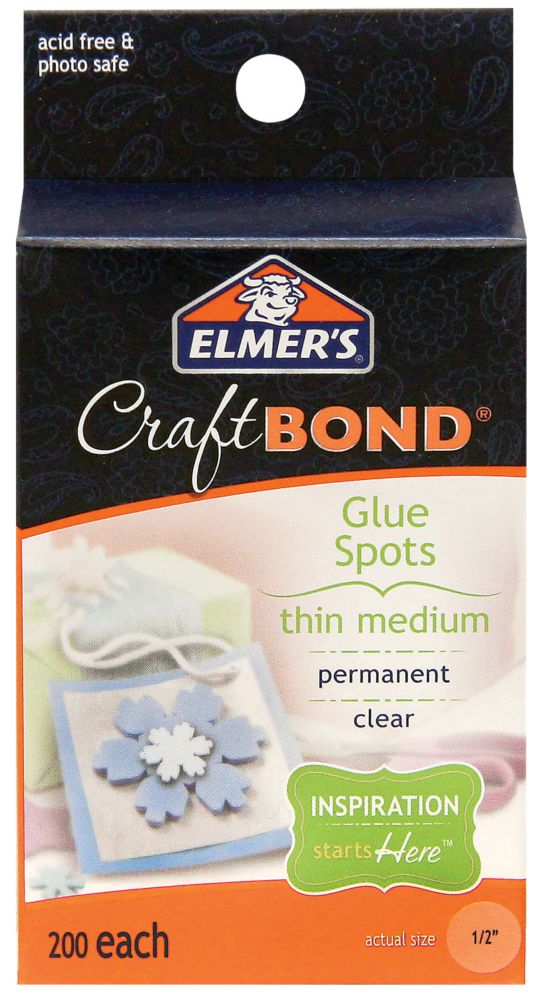 acid free &
photo safe
ELMER'S
CraftBOND®
Glue
Spots
thin medium
permanent
clear
INSPIRATION
starts Here™
200 each
actual size
1/2"